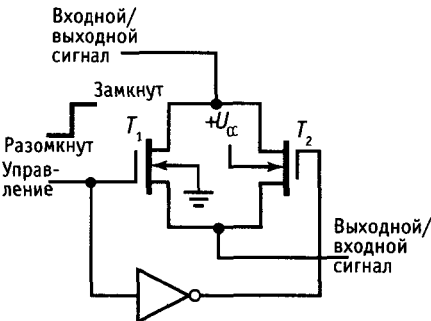 Входной/
выходной
сигнал
Замкнут
Разомкнут
T1
+Ucc
T2
Управ-
ление
Выходной/
входной
сигнал